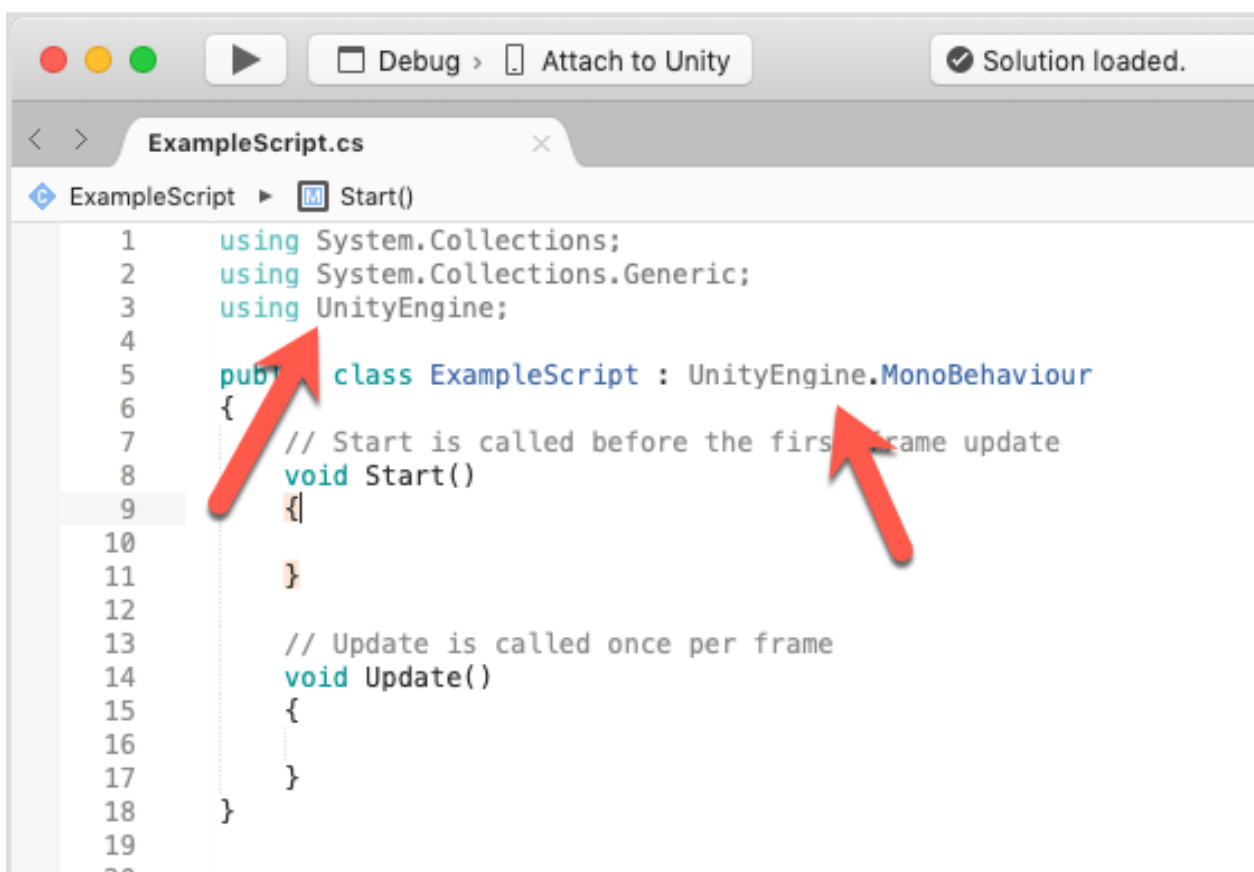 Debug › Attach to Unity
Solution loaded.
< >
ExampleScript.cs ×
ExampleScript ▸ M Start()
1 using System.Collections;
2 using System.Collections.Generic;
3 using UnityEngine;
4
5 class ExampleScript : UnityEngine.MonoBehaviour
6 {
7 // Start is called before the update
8 void Start()
9 {
10
11 }
12
13 // Update is called once per frame
14 void Update()
15 {
16
17 }
18 }
19